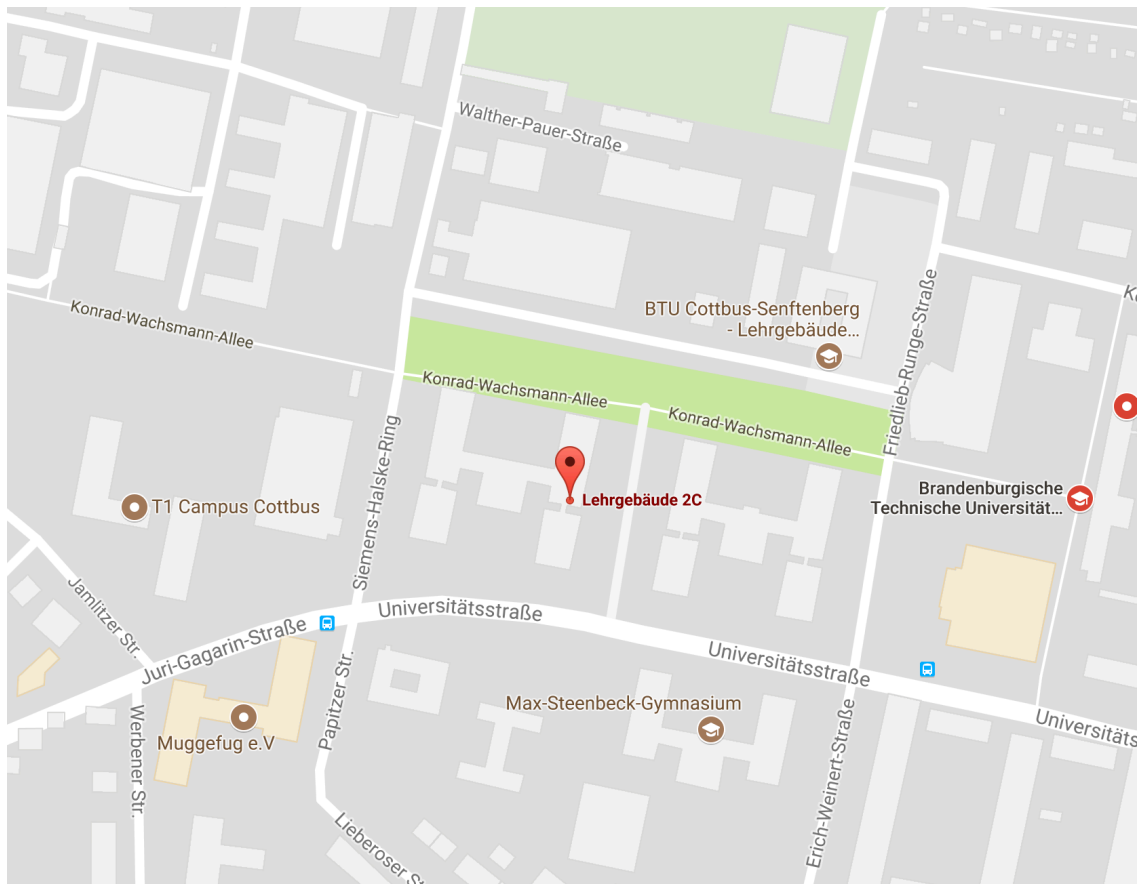 Walther-Pauer-Straße
Konrad-Wachsmann-Allee
BTU Cottbus-Senftenberg
- Lehrgebäude...
Friedlieb-Runge-Straße
Konrad-Wachsmann-Allee
Konrad-Wachsmann-Allee
Siemens-Halske-Ring
Lehrgebäude 2C
Brandenburgische
Technische Universität...
T1 Campus Cottbus
Jamlitzer Str.
Juri-Gagarin-Straße
Universitätsstraße
Universitätsstraße
Universitäts
Max-Steenbeck-Gymnasium
Muggefug e.V
Werbener Str.
Papitzer Str.
Lieberoser St
Erich-Weinert-Straße